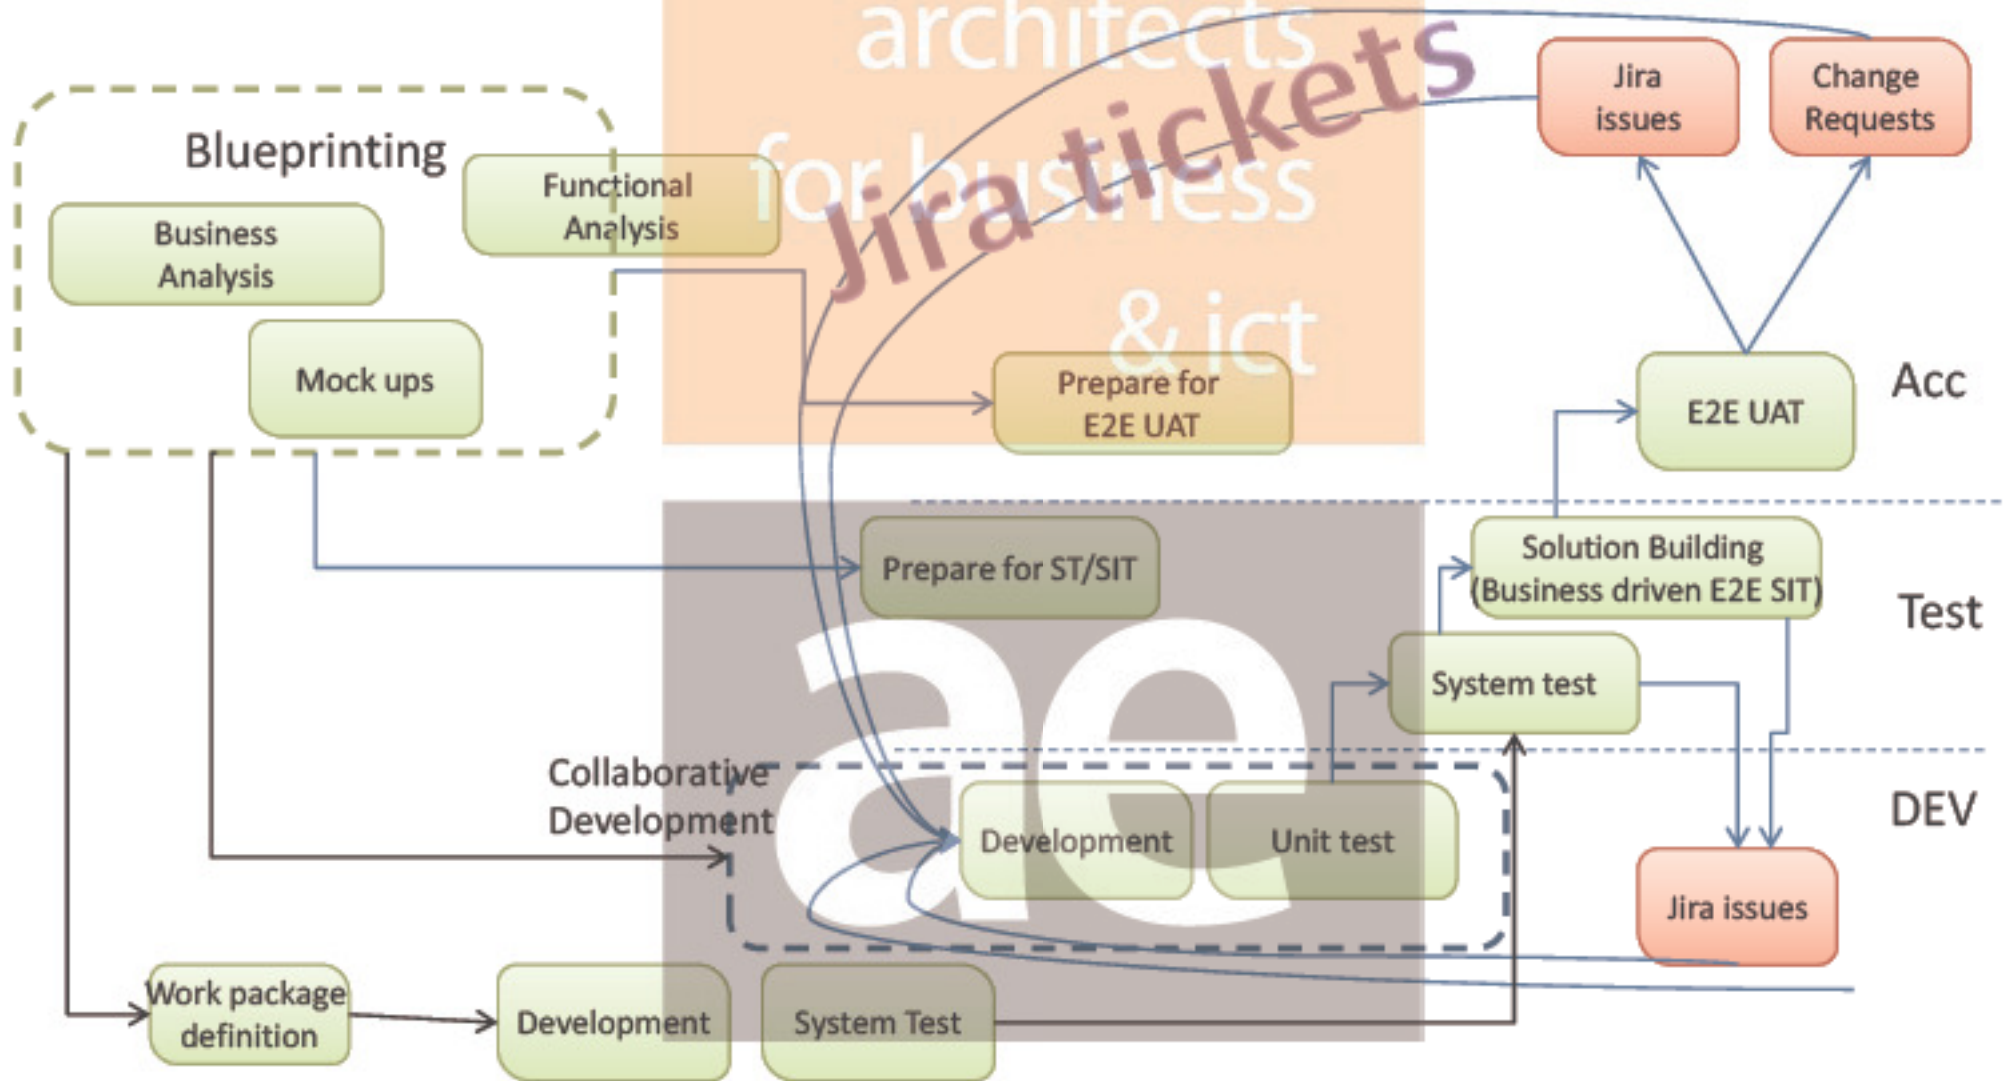 architects
for business
& ict
Jira tickets
Jira
issues
Change
Requests
Blueprinting
Functional
Analysis
Business
Analysis
Mock ups
Prepare for
E2E UAT
E2E UAT
Acc
Prepare for ST/SIT
Solution Building
(Business driven E2E SIT)
Test
System test
ae
Collaborative
Development
Development
Unit test
DEV
Jira issues
Work package
definition
Development
System Test